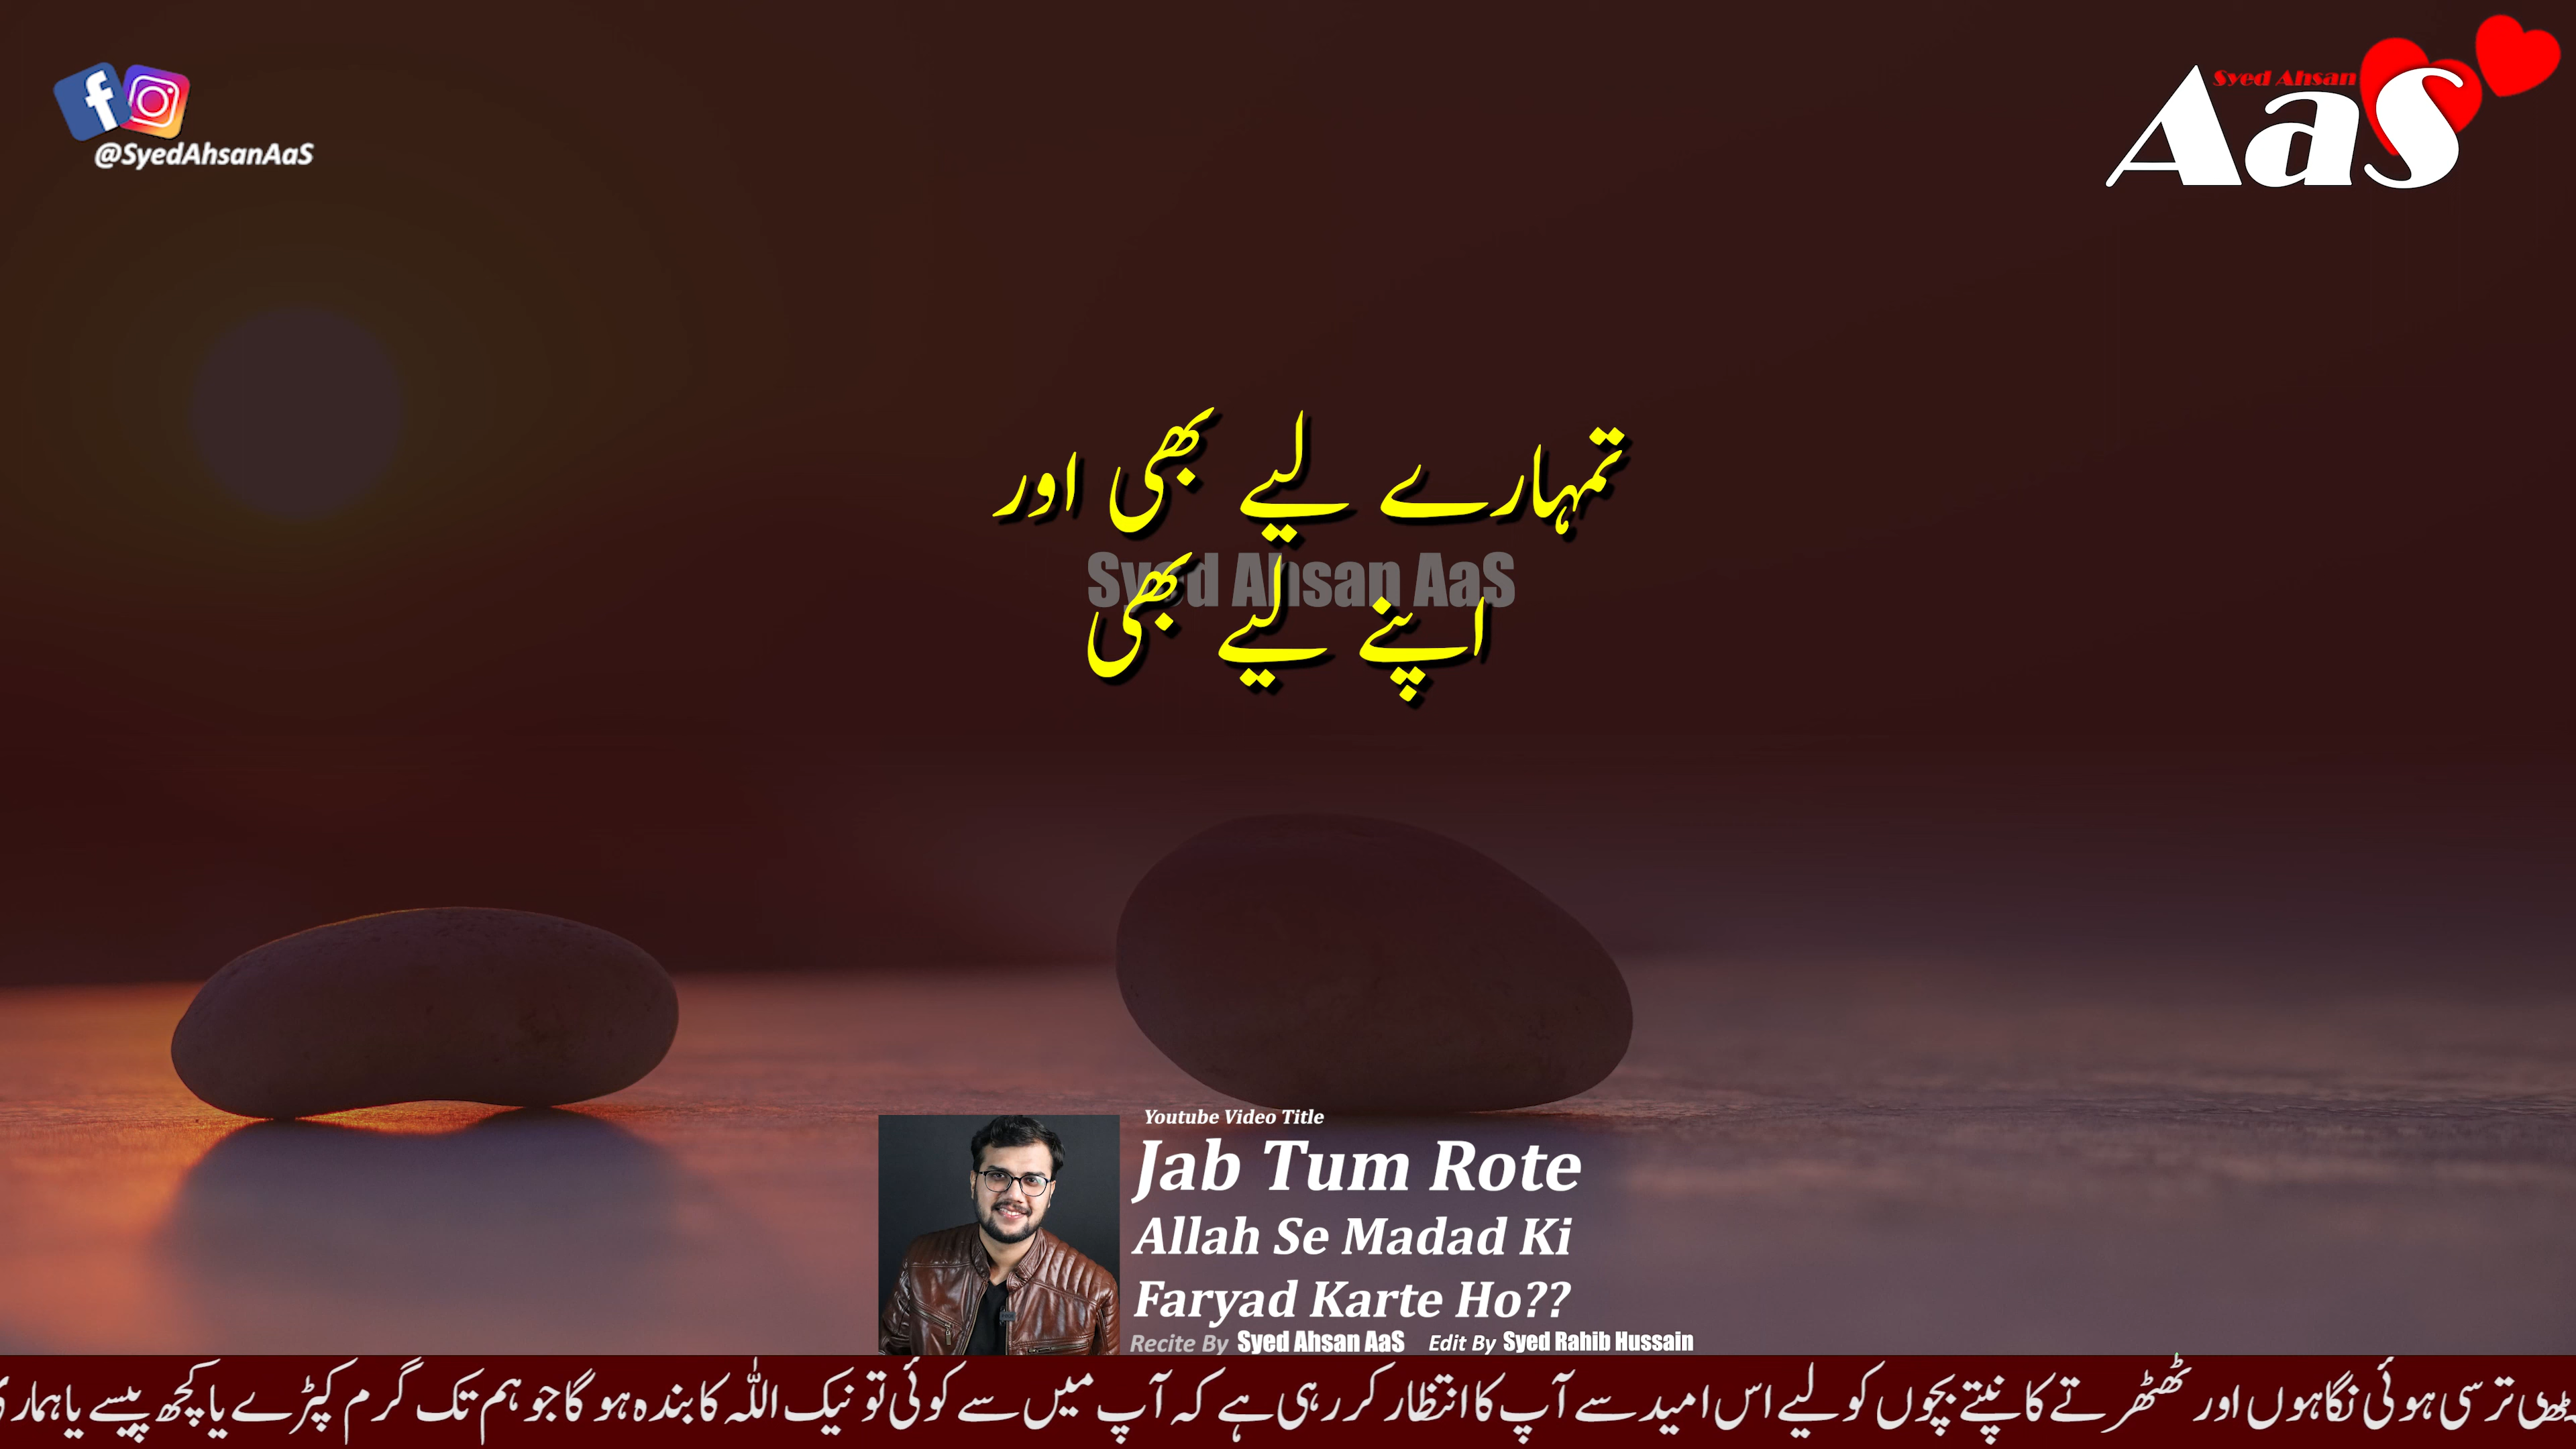 @SyedAhsanAaS
Syed Ahsan
AaS
تمہارے لیے بھی اور
Syed Ahsan AaS
اپنے لیے بھی
Youtube Video Title
Jab Tum Rote
Allah Se Madad Ki
Faryad Karte Ho??
Recite By Syed Ahsan AaS Edit By Syed Rahib Hussain
ترسی ہوئی نگاہوں اور ٹھٹھرتے کانپتے بچوں کو لیے اس امید سے آپ کا انتظار کر رہی ہے کہ آپ میں سے کوئی تو نیک اللہ کا بندہ ہو گا جو ہم تک گرم کپڑے یا کچھ پیسے یا ہماری